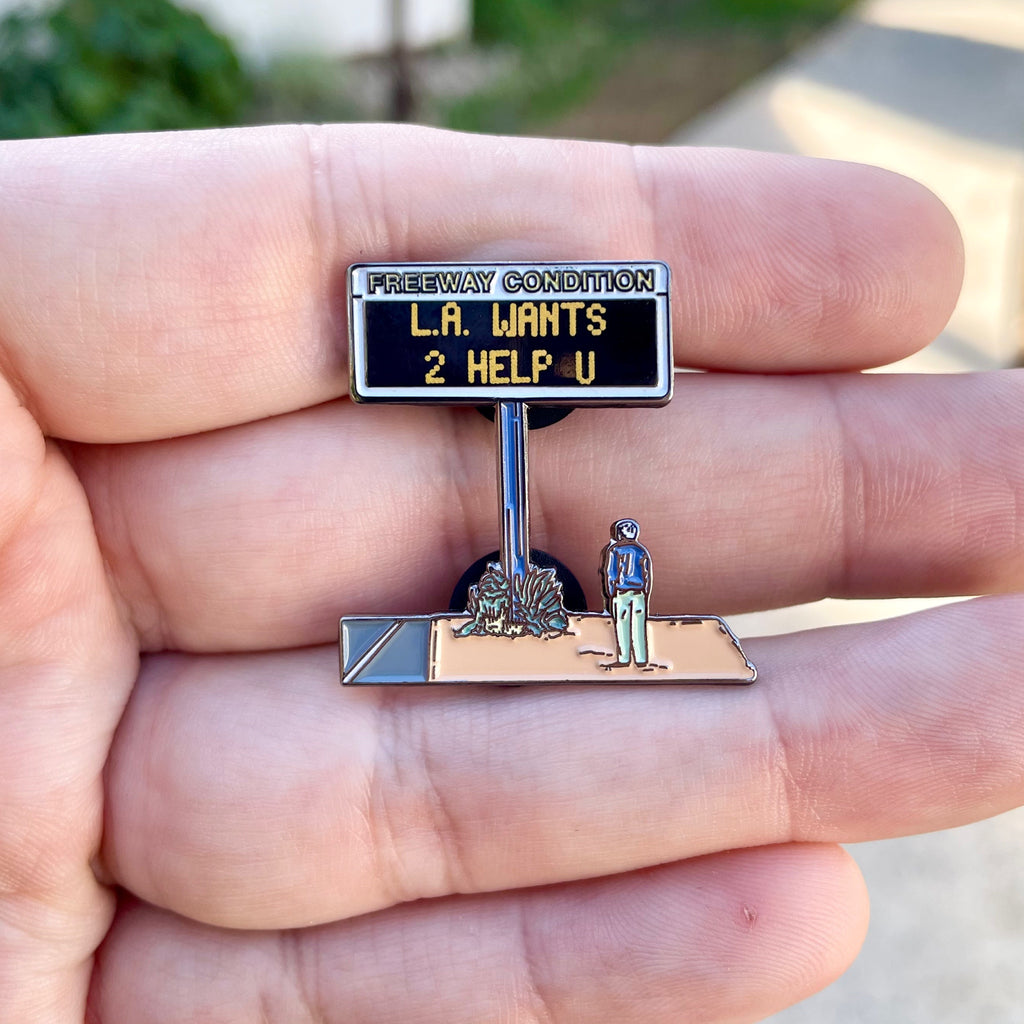 FREEWAY CONDITION
L.A. WANTS
2 HELP U